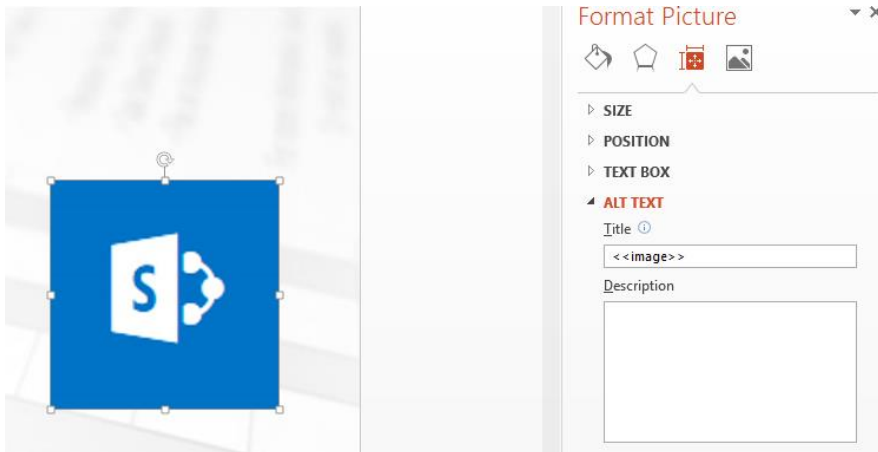 Format Picture
SIZE
POSITION
TEXT BOX
ALT TEXT
Title
<<image>>
Description
S